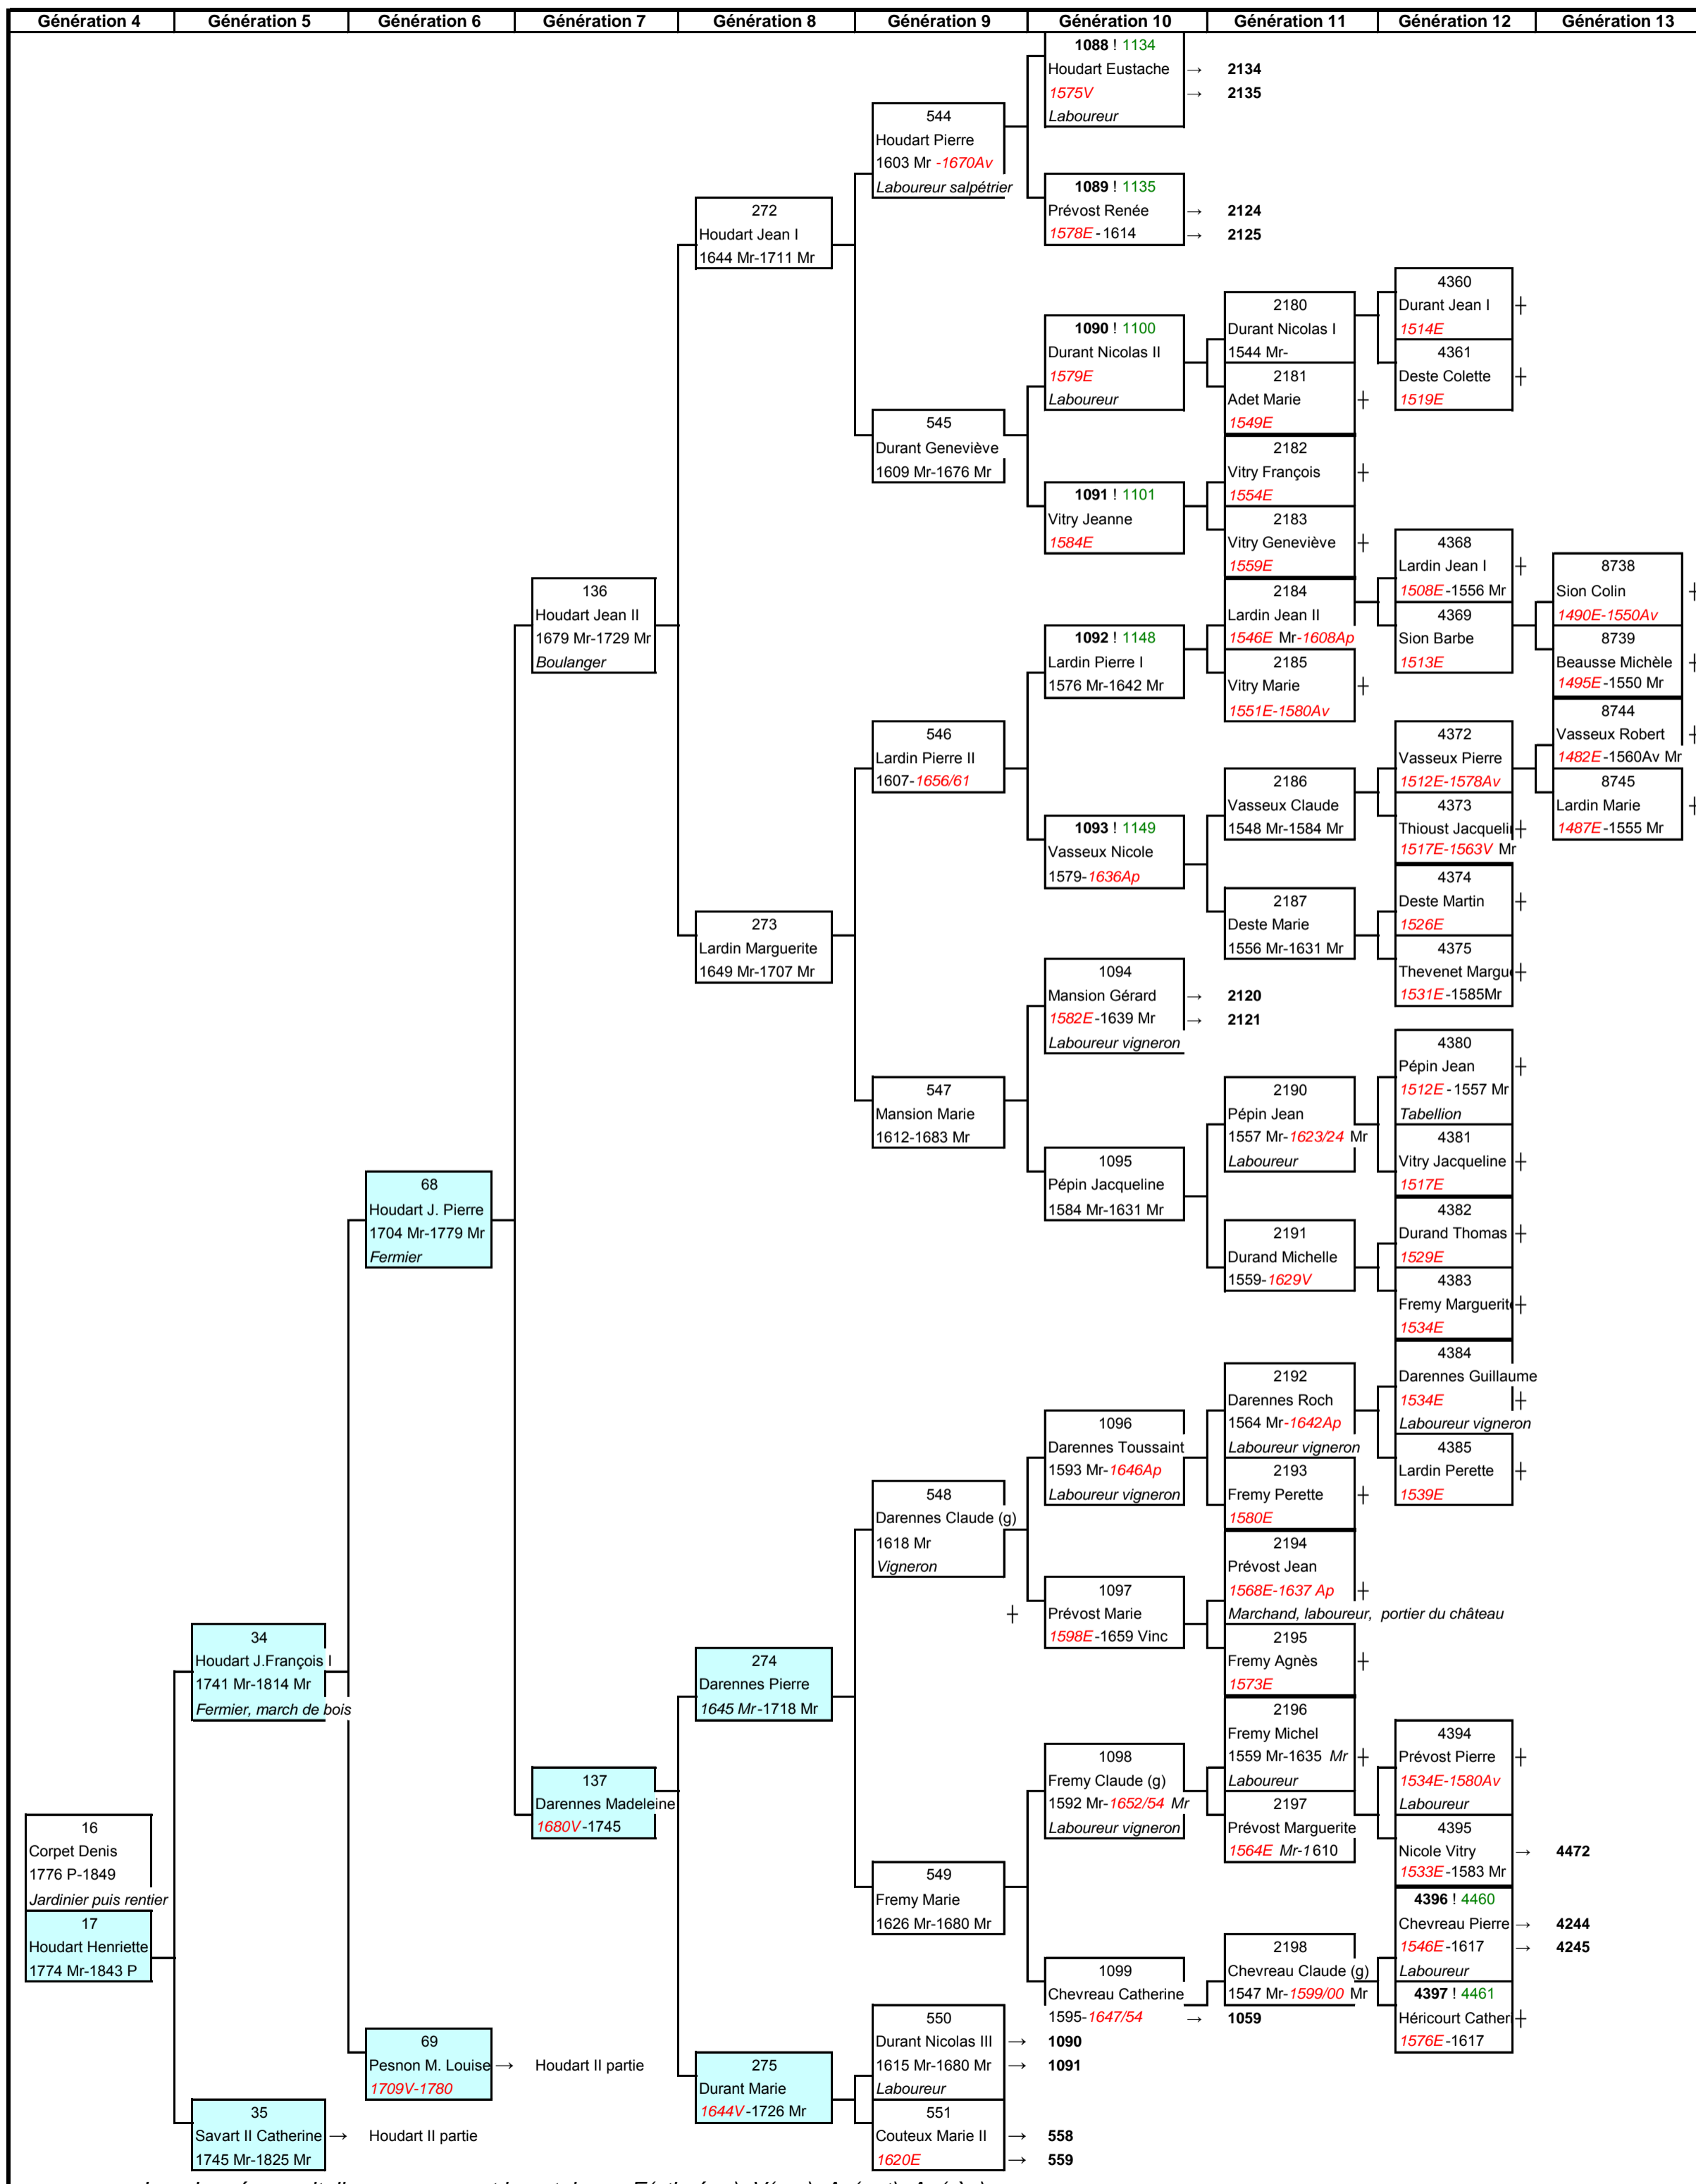 Génération 4
Génération 5
Génération 6
Génération 7
Génération 8
Génération 9
Génération 10
Génération 11
Génération 12
Génération 13
16
Corpet Denis
1776 P-1849
Jardinier puis rentier
17
Houdart Henriette
1774 Mr-1843 P
34
Houdart J.François I
1741 Mr-1814 Mr
Fermier, march de bois
35
Savart II Catherine → Houdart II partie
1745 Mr-1825 Mr
68
Houdart J. Pierre
1704 Mr-1779 Mr
Fermier
69
Pesnon M. Louise → Houdart II partie
1709V-1780
136
Houdart Jean II
1679 Mr-1729 Mr
Boulanger
137
Darennes Madeleine
1680V-1745
272
Houdart Jean I
1644 Mr-1711 Mr
273
Lardin Marguerite
1649 Mr-1707 Mr
274
Darennes Pierre
1645 Mr-1718 Mr
275
Durant Marie
1644V-1726 Mr
544
Houdart Pierre
1603 Mr -1670Av
Laboureur salpétrier
545
Durant Geneviève
1609 Mr-1676 Mr
546
Lardin Pierre II
1607-1656/61
547
Mansion Marie
1612-1683 Mr
548
Darennes Claude (g)
1618 Mr
Vigneron
┼
549
Fremy Marie
1626 Mr-1680 Mr
550
Durant Nicolas III → 1090
1615 Mr-1680 Mr → 1091
Laboureur
551
Couteux Marie II → 558
1620E → 559
1088 ! 1134
Houdart Eustache → 2134
1575V → 2135
Laboureur
1089 ! 1135
Prévost Renée → 2124
1578E - 1614 → 2125
1090 ! 1100
Durant Nicolas II
1579E
Laboureur
1091 ! 1101
Vitry Jeanne
1584E
1092 ! 1148
Lardin Pierre I
1576 Mr-1642 Mr
1093 ! 1149
Vasseux Nicole
1579-1636Ap
1094
Mansion Gérard → 2120
1582E -1639 Mr → 2121
Laboureur vigneron
1095
Pépin Jacqueline
1584 Mr-1631 Mr
1096
Darennes Toussaint
1593 Mr-1646Ap
Laboureur vigneron
1097
Prévost Marie
1598E -1659 Vinc
1098
Fremy Claude (g)
1592 Mr-1652/54 Mr
Laboureur vigneron
1099
Chevreau Catherine
1595-1647/54 → 1059
2180
Durant Nicolas I
1544 Mr-
2181
Adet Marie ┼
1549E
2182
Vitry François ┼
1554E
2183
Vitry Geneviève ┼
1559E
2184
Lardin Jean II
1546E Mr-1608Ap
2185
Vitry Marie ┼
1551E-1580Av
2186
Vasseux Claude
1548 Mr-1584 Mr
2187
Deste Marie
1556 Mr-1631 Mr
2190
Pépin Jean
1557 Mr-1623/24 Mr
Laboureur
2191
Durand Michelle
1559-1629V
2192
Darennes Roch
1564 Mr-1642Ap
Laboureur vigneron
2193
Fremy Perette ┼
1580E
2194
Prévost Jean
1568E-1637 Ap ┼
Marchand, laboureur, portier du château
2195
Fremy Agnès ┼
1573E
2196
Fremy Michel
1559 Mr-1635 Mr ┼
Laboureur
2197
Prévost Marguerite
1564E Mr-1610
2198
Chevreau Claude (g)
1547 Mr-1599/00 Mr
4360
Durant Jean I ┼
1514E
4361
Deste Colette ┼
1519E
4368
Lardin Jean I ┼
1508E -1556 Mr
4369
Sion Barbe
1513E
4372
Vasseux Pierre
1512E-1578Av
4373
Thioust Jacquelin ┼
1517E-1563V Mr
4374
Deste Martin ┼
1526E
4375
Thevenet Margu ┼
1531E -1585Mr
4380
Pépin Jean ┼
1512E - 1557 Mr
Tabellion
4381
Vitry Jacqueline ┼
1517E
4382
Durand Thomas ┼
1529E
4383
Fremy Marguerit ┼
1534E
4384
Darennes Guillaume
1534E ┼
Laboureur vigneron
4385
Lardin Perette ┼
1539E
4394
Prévost Pierre ┼
1534E-1580Av
Laboureur
4395
Nicole Vitry → 4472
1533E -1583 Mr
4396 ! 4460
Chevreau Pierre → 4244
1546E -1617 → 4245
Laboureur
4397 ! 4461
Héricourt Cather ┼
1576E -1617
8738
Sion Colin ┼
1490E-1550Av
8739
Beausse Michèle ┼
1495E -1550 Mr
8744
Vasseux Robert ┼
1482E -1560Av Mr
8745
Lardin Marie ┼
1487E -1555 Mr